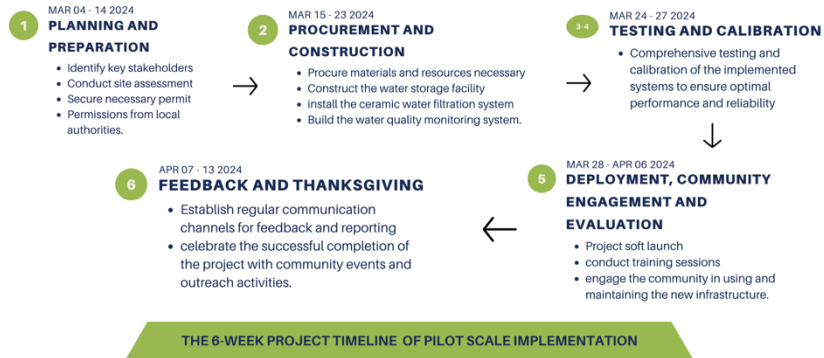 1
MAR 04 - 14 2024
PLANNING AND
PREPARATION
• Identify key stakeholders
• Conduct site assessment
• Secure necessary permit
• Permissions from local
authorities.
2
MAR 15 - 23 2024
PROCUREMENT AND
CONSTRUCTION
• Procure materials and resources necessary
• Construct the water storage facility
• install the ceramic water filtration system
• Build the water quality monitoring system.
3-4
MAR 24 - 27 2024
TESTING AND CALIBRATION
• Comprehensive testing and
calibration of the implemented
systems to ensure optimal
performance and reliability
5
MAR 28 - APR 06 2024
DEPLOYMENT, COMMUNITY
ENGAGEMENT AND
EVALUATION
• Project soft launch
• conduct training sessions
• engage the community in using and
maintaining the new infrastructure.
6
APR 07 - 13 2024
FEEDBACK AND THANKSGIVING
• Establish regular communication
channels for feedback and reporting
• celebrate the successful completion of
the project with community events and
outreach activities.
THE 6-WEEK PROJECT TIMELINE OF PILOT SCALE IMPLEMENTATION